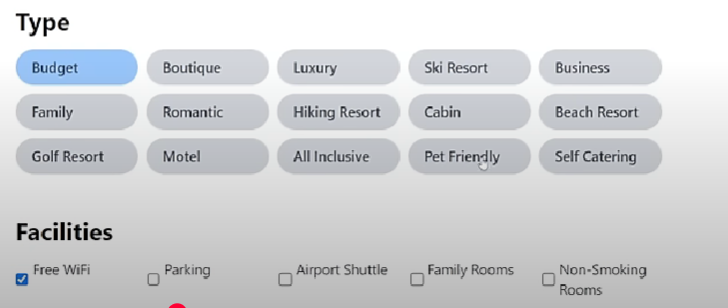 Type
Budget Boutique Luxury Ski Resort Business
Family Romantic Hiking Resort Cabin Beach Resort
Golf Resort Motel All Inclusive Pet Friendly Self Catering
Facilities
Free WiFi Parking Airport Shuttle Family Rooms Non-Smoking
Rooms